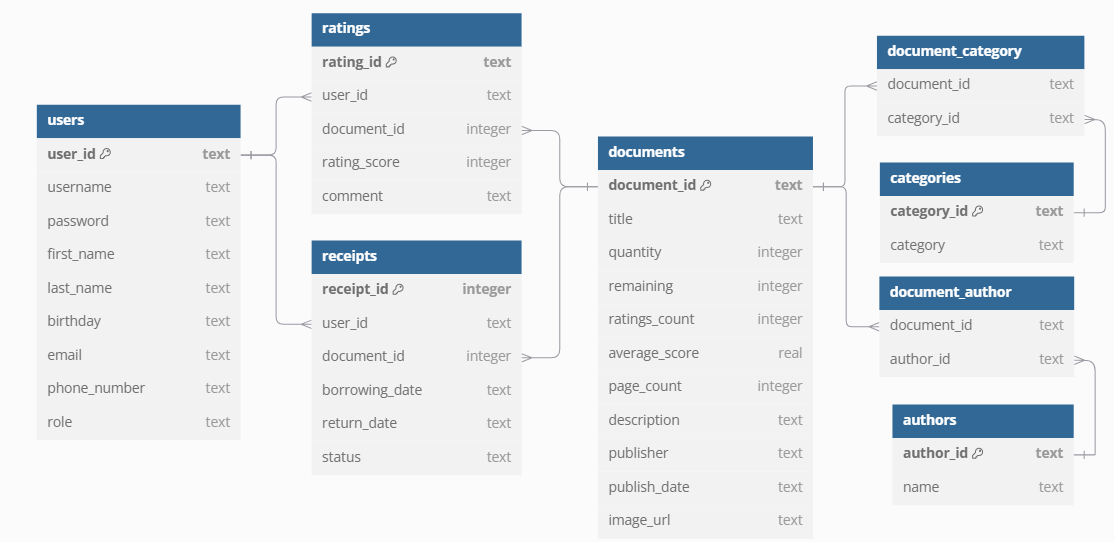 users
user_id text
username text
password text
first_name text
last_name text
birthday text
email text
phone_number text
role text
ratings
rating_id text
user_id text
document_id integer
rating_score integer
comment text
receipts
receipt_id integer
user_id text
document_id integer
borrowing_date text
return_date text
status text
documents
document_id text
title text
quantity integer
remaining integer
ratings_count integer
average_score real
page_count integer
description text
publisher text
publish_date text
image_url text
document_category
document_id text
category_id text
categories
category_id text
category text
document_author
document_id text
author_id text
authors
author_id text
name text